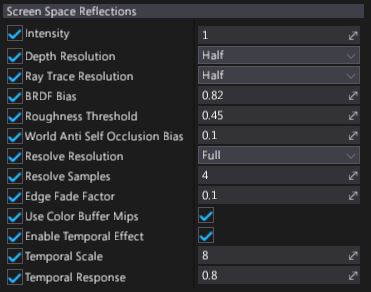 Screen Space Reflections
Intensity 1
Depth Resolution Half
Ray Trace Resolution Half
BRDF Bias 0.82
Roughness Threshold 0.45
World Anti Self Occlusion Bias 0.1
Resolve Resolution Full
Resolve Samples 4
Edge Fade Factor 0.1
Use Color Buffer Mips
Enable Temporal Effect
Temporal Scale 8
Temporal Response 0.8